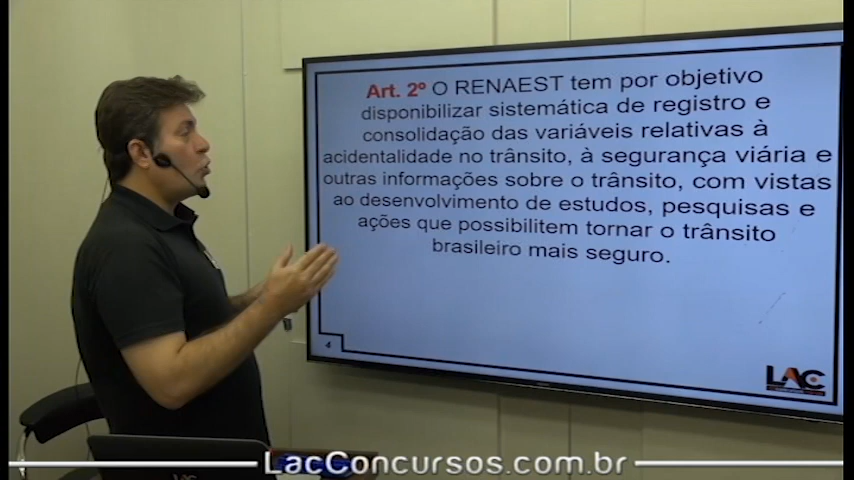 Art. 2º O RENAEST tem por objetivo
disponibilizar sistemática de registro e
consolidação das variáveis relativas à
acidentalidade no trânsito, à segurança viária e
outras informações sobre o trânsito, com vistas
ao desenvolvimento de estudos, pesquisas e
ações que possibilitem tornar o trânsito
brasileiro mais seguro.
4
LAC
LacConcursos.com.br